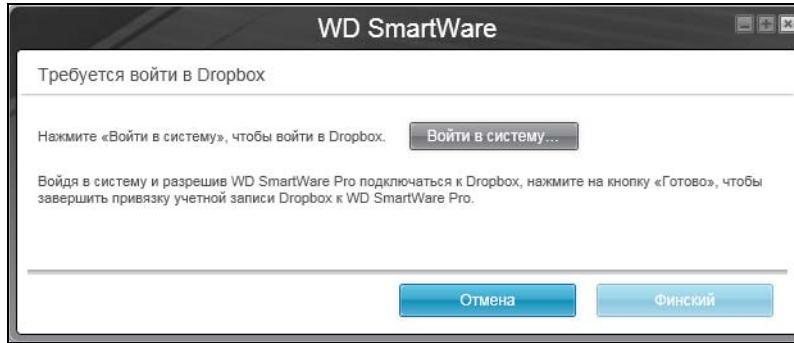 WD SmartWare
Требуется войти в Dropbox
Нажмите «Войти в систему», чтобы войти в Dropbox. Войти в систему...
Войдя в систему и разрешив WD SmartWare Pro подключаться к Dropbox, нажмите на кнопку «Готово», чтобы
завершить привязку учетной записи Dropbox к WD SmartWare Pro.
Отмена Финский